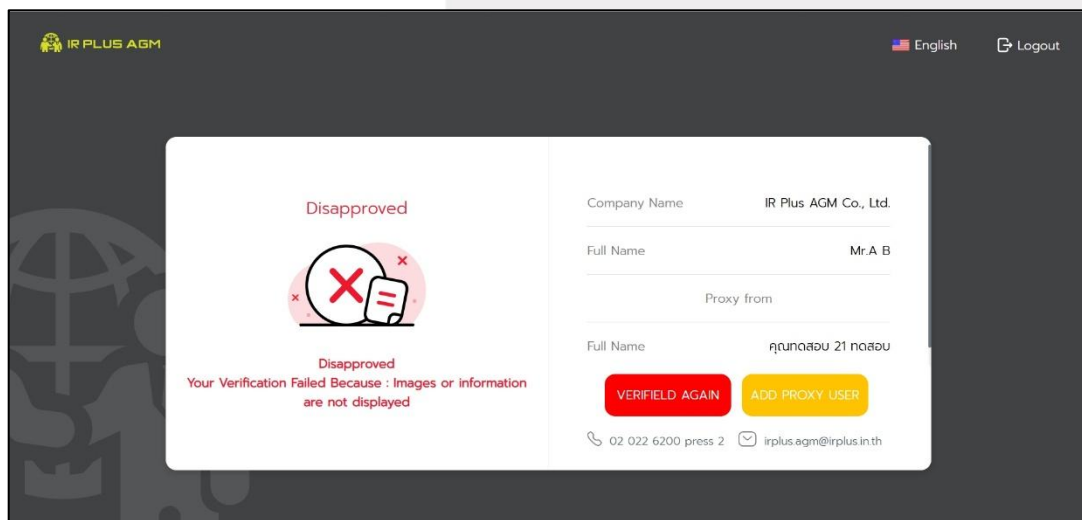 IR PLUS AGM
English
Logout
Disapproved
Disapproved
Your Verification Failed Because : Images or information
are not displayed
Company Name IR Plus AGM Co., Ltd.
Full Name Mr.A B
Proxy from
Full Name คุณทดสอบ 21 ทดสอบ
VERIFIELD AGAIN
ADD PROXY USER
02 022 6200 press 2 irplus.agm@irplus.in.th